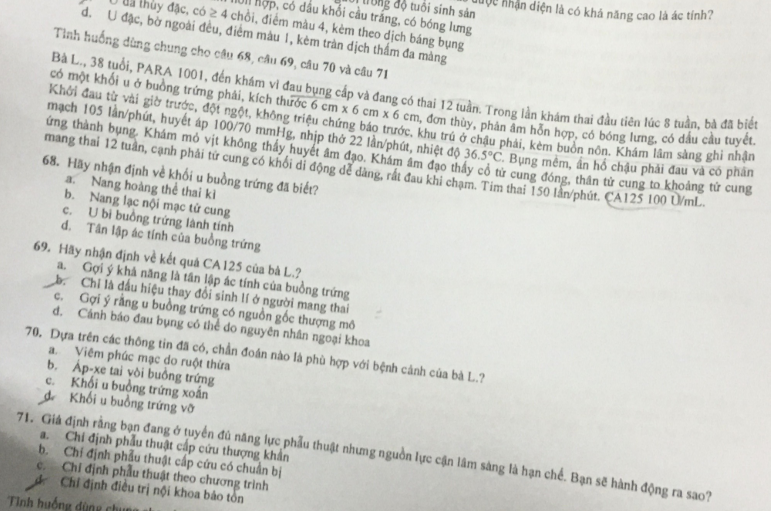 được nhận diện là có khả năng cao là ác tính?
trong độ tuổi sinh sản
hỗn hợp, có dấu khối cầu trắng, có bóng lưng
đa thùy đặc, có ≥ 4 chồi, điểm màu 4, kèm theo dịch báng bụng
d. U đặc, bờ ngoài đều, điểm màu 1, kèm tràn dịch thấm đa màng
Tình huống dùng chung cho câu 68, câu 69, câu 70 và câu 71
Bà L., 38 tuổi, PARA 1001, đến khám vì đau bụng cấp và đang có thai 12 tuần. Trong lần khám thai đầu tiên lúc 8 tuần, bà đã biết
có một khối u ở buồng trứng phải, kích thước 6 cm x 6 cm x 6 cm, đơn thùy, phản âm hỗn hợp, có bóng lưng, có dấu cầu tuyết.
Khởi đau từ vài giờ trước, đột ngột, không triệu chứng báo trước, khu trú ở chậu phải, kèm buồn nôn. Khám lâm sàng ghi nhận
mạch 105 lần/phút, huyết áp 100/70 mmHg, nhịp thở 22 lần/phút, nhiệt độ 36.5°C. Bụng mềm, ấn hố chậu phải đau và có phản
ứng thành bụng. Khám mỏ vịt không thấy huyết âm đạo. Khám âm đạo thấy cổ tử cung đóng, thân tử cung to khoảng tử cung
mang thai 12 tuần, cạnh phải tử cung có khối di động dễ dàng, rất đau khi chạm. Tim thai 150 lần/phút. CA125 100 U/mL.
68. Hãy nhận định về khối u buồng trứng đã biết?
a. Nang hoàng thể thai kì
b. Nang lạc nội mạc tử cung
c. U bì buồng trứng lành tính
d. Tân lập ác tính của buồng trứng
69. Hãy nhận định về kết quả CA125 của bà L.?
a. Gợi ý khả năng là tân lập ác tính của buồng trứng
b. Chỉ là dấu hiệu thay đổi sinh lí ở người mang thai
c. Gợi ý rằng u buồng trứng có nguồn gốc thượng mô
d. Cảnh báo đau bụng có thể do nguyên nhân ngoại khoa
70. Dựa trên các thông tin đã có, chẩn đoán nào là phù hợp với bệnh cảnh của bà L.?
a. Viêm phúc mạc do ruột thừa
b. Áp-xe tai vòi buồng trứng
c. Khối u buồng trứng xoắn
d. Khối u buồng trứng vỡ
71. Giả định rằng bạn đang ở tuyến đủ năng lực phẫu thuật nhưng nguồn lực cận lâm sàng là hạn chế. Bạn sẽ hành động ra sao?
a. Chỉ định phẫu thuật cấp cứu thượng khẩn
b. Chỉ định phẫu thuật cấp cứu có chuẩn bị
c. Chỉ định phẫu thuật theo chương trình
d. Chỉ định điều trị nội khoa bảo tồn
Tình huống dùng